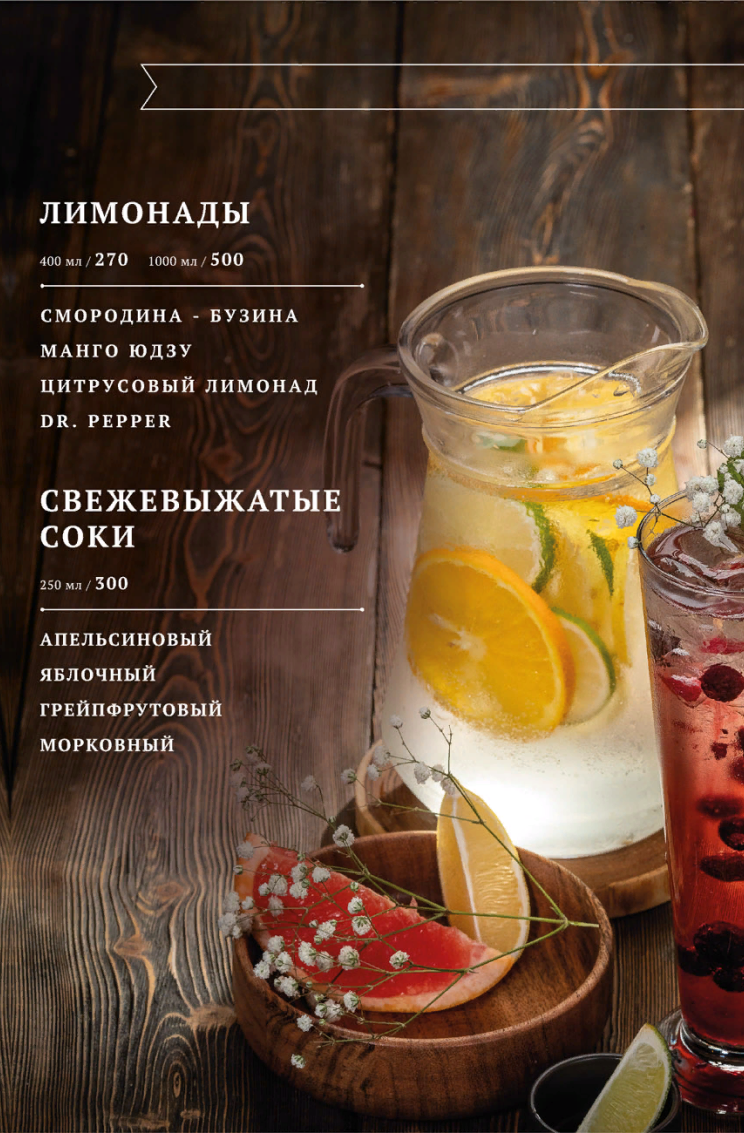 ЛИМОНАДЫ
400 мл / 270 1000 мл / 500
СМОРОДИНА - БУЗИНА
МАНГО ЮДЗУ
ЦИТРУСОВЫЙ ЛИМОНАД
DR. PEPPER
СВЕЖЕВЫЖАТЫЕ
СОКИ
250 мл / 300
АПЕЛЬСИНОВЫЙ
ЯБЛОЧНЫЙ
ГРЕЙПФРУТОВЫЙ
МОРКОВНЫЙ